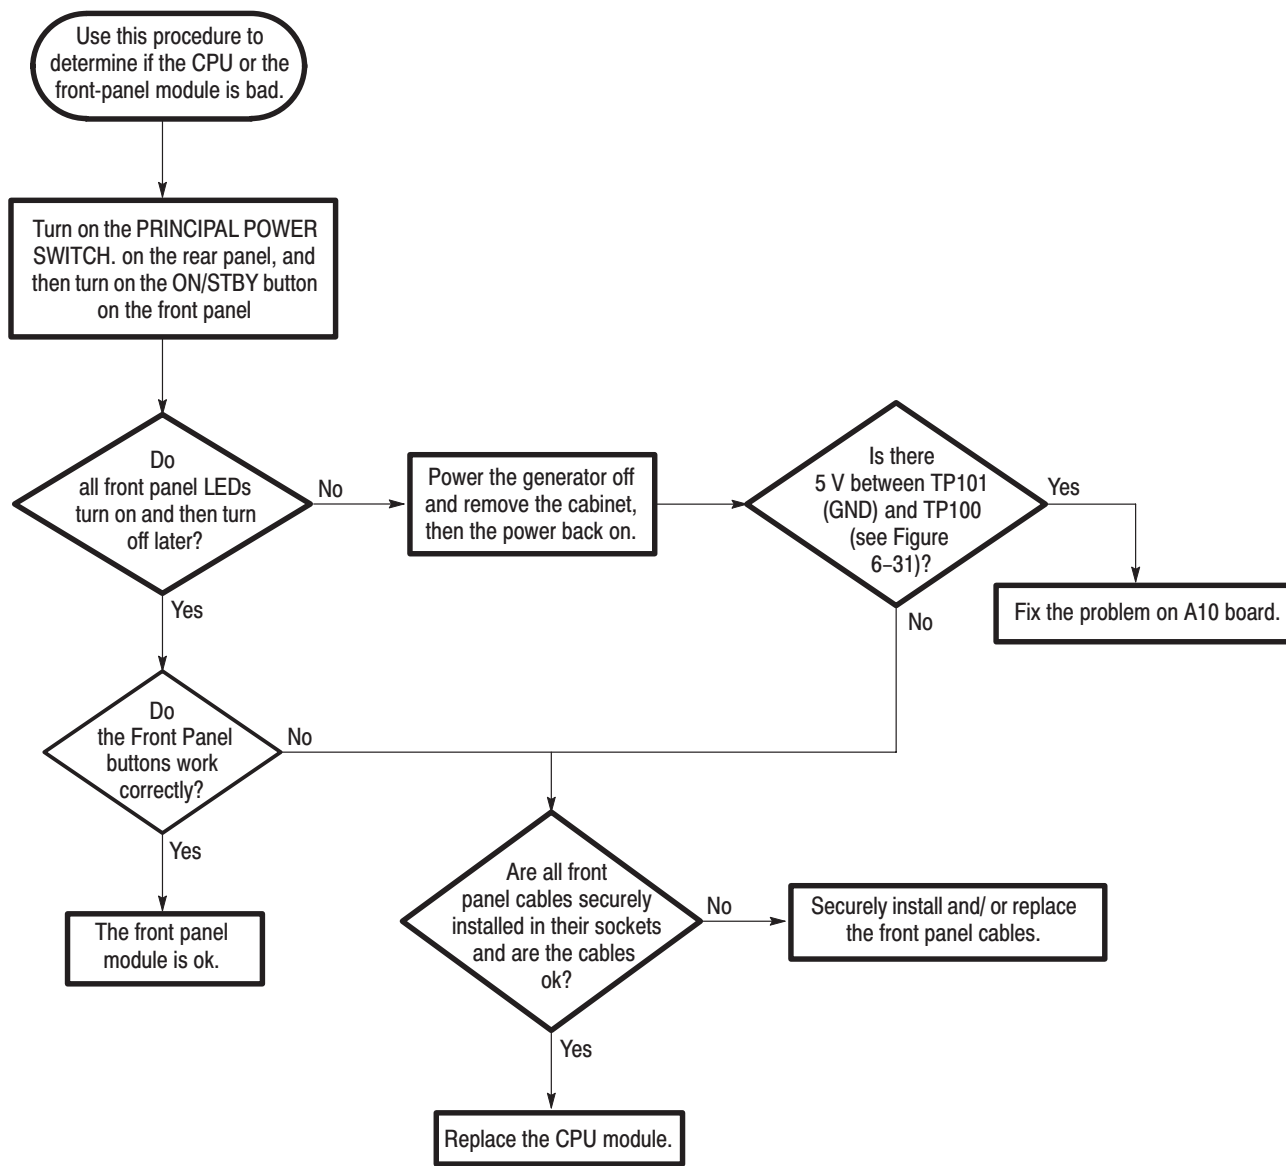 Use this procedure to
determine if the CPU or the
front-panel module is bad.
Turn on the PRINCIPAL POWER
SWITCH. on the rear panel, and
then turn on the ON/STBY button
on the front panel
Do
all front panel LEDs
turn on and then turn
off later?
No
Power the generator off
and remove the cabinet,
then the power back on.
Is there
5 V between TP101
(GND) and TP100
(see Figure
6–31)?
Yes
Fix the problem on A10 board.
No
Yes
Do
the Front Panel
buttons work
correctly?
No
Yes
The front panel
module is ok.
Are all front
panel cables securely
installed in their sockets
and are the cables
ok?
No
Securely install and/ or replace
the front panel cables.
Yes
Replace the CPU module.